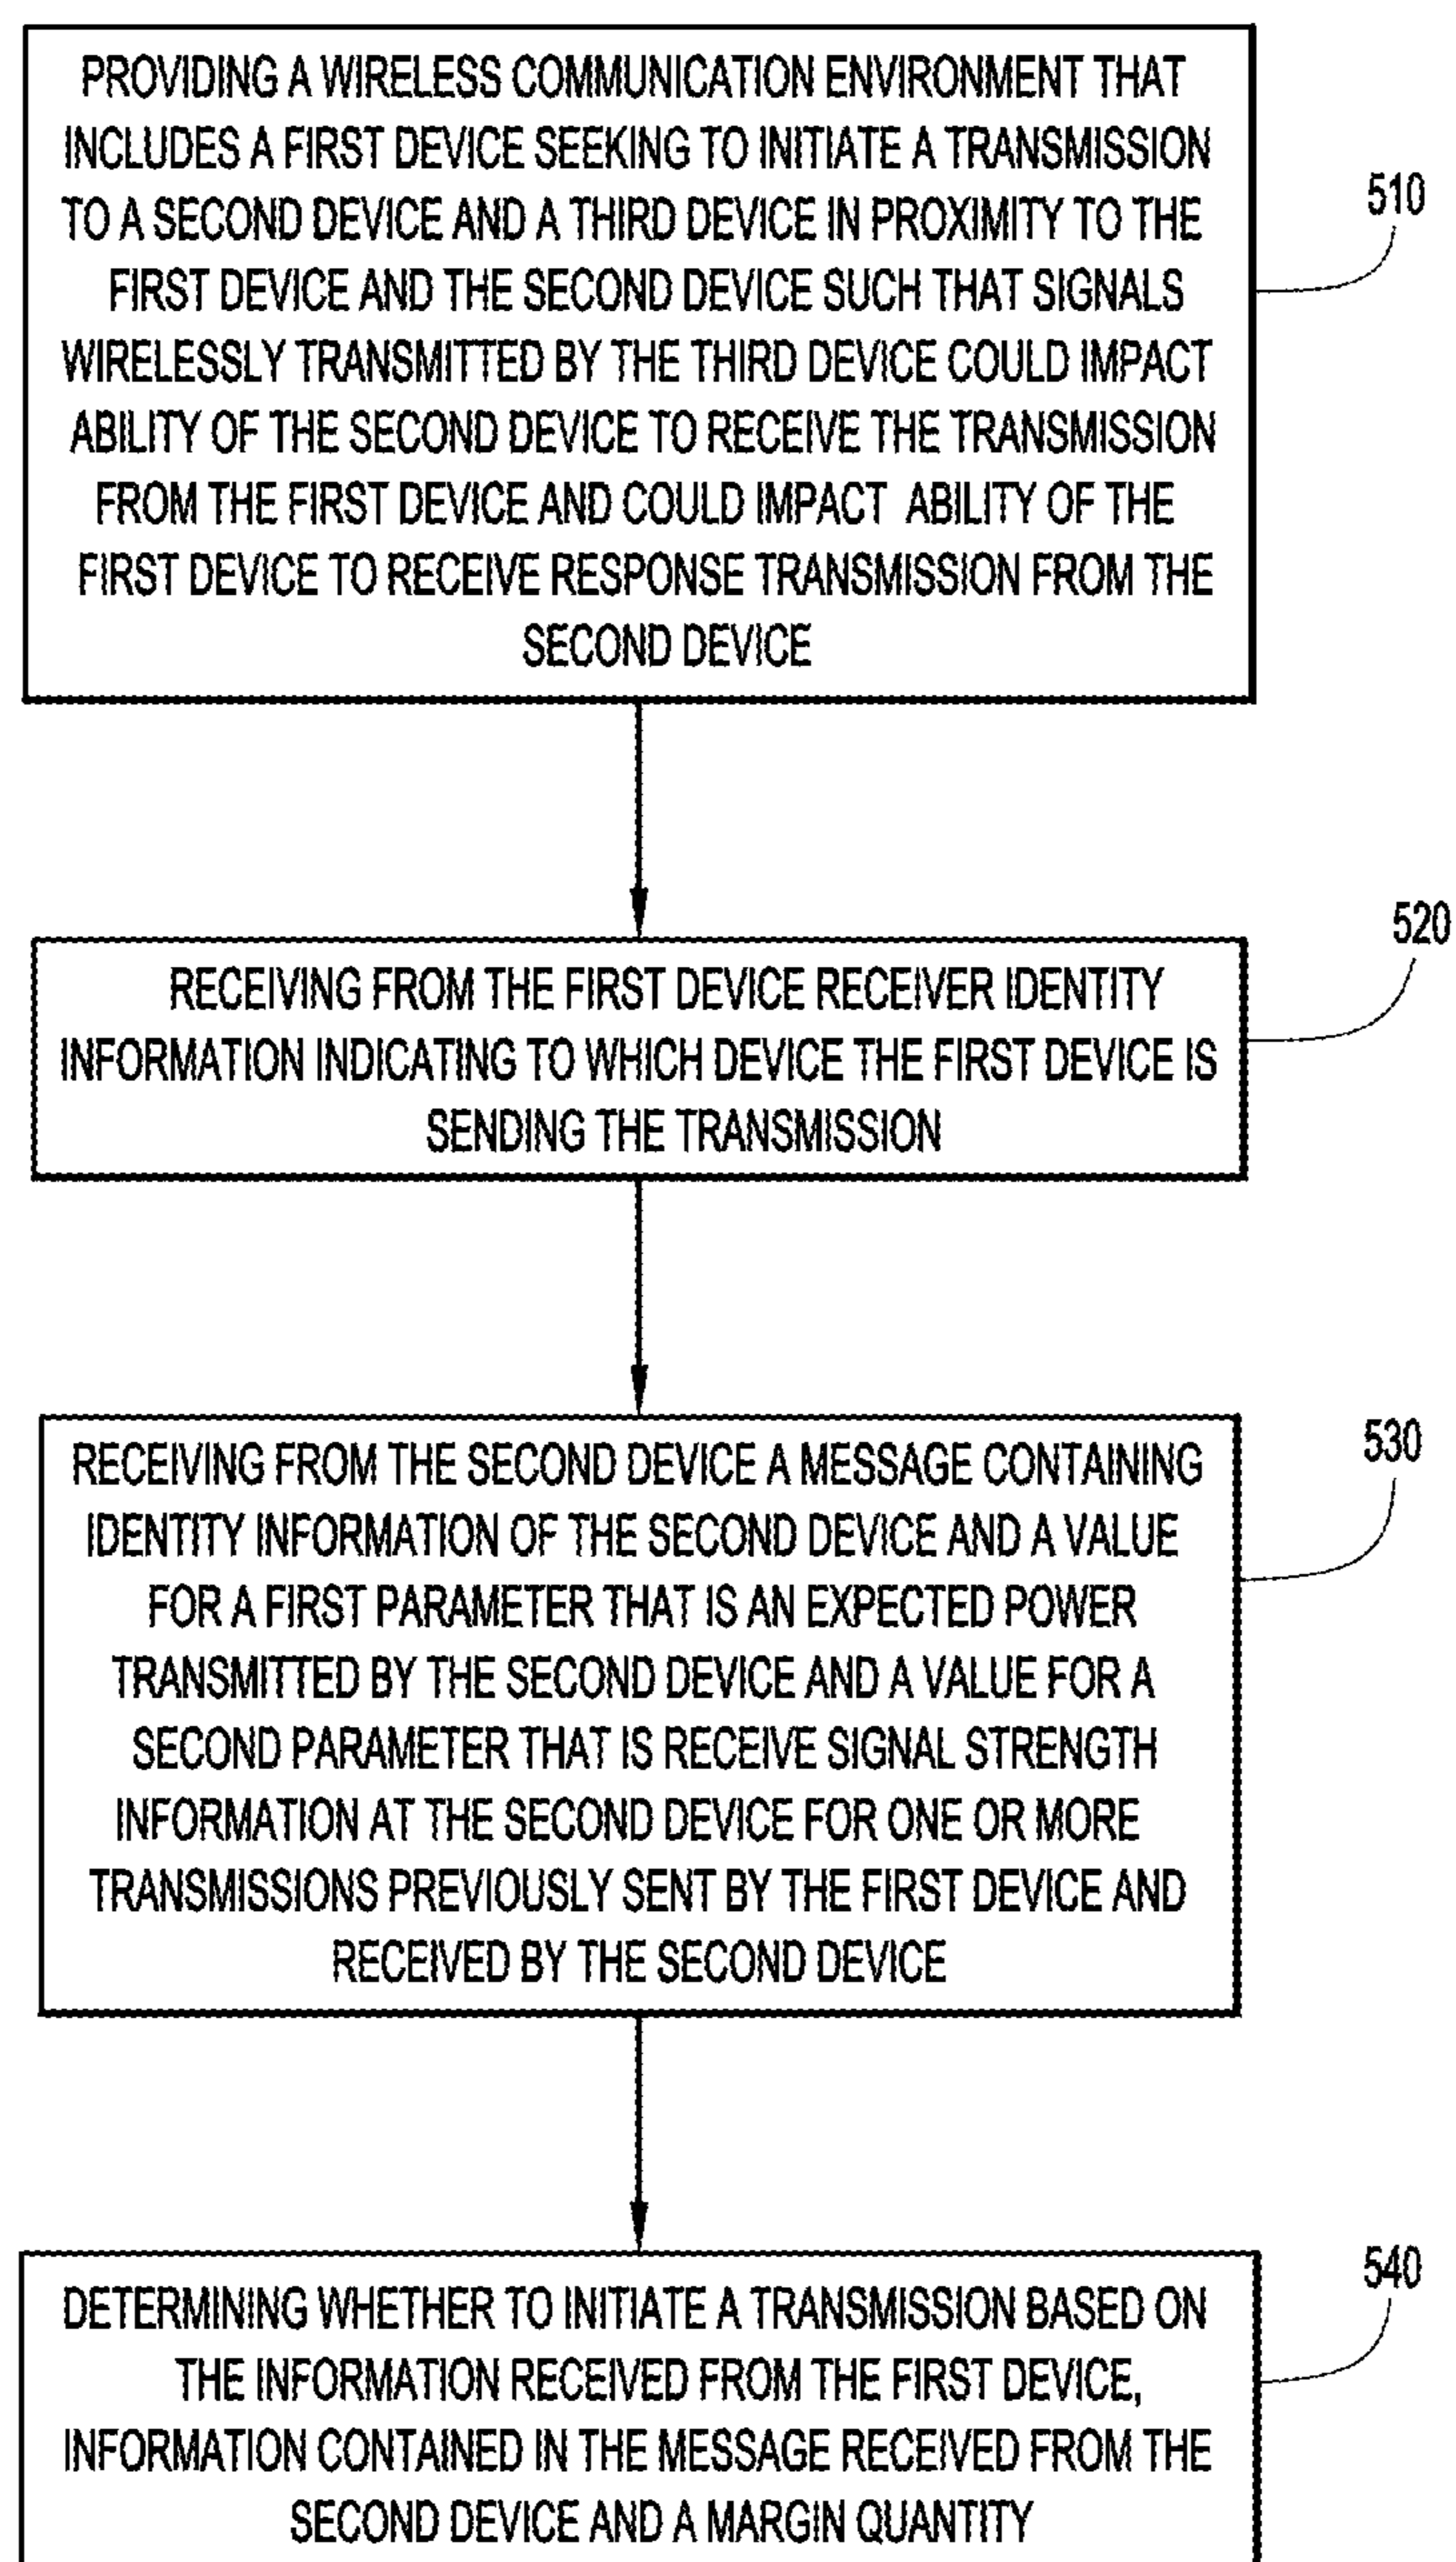 PROVIDING A WIRELESS COMMUNICATION ENVIRONMENT THAT
INCLUDES A FIRST DEVICE SEEKING TO INITIATE A TRANSMISSION
TO A SECOND DEVICE AND A THIRD DEVICE IN PROXIMITY TO THE
FIRST DEVICE AND THE SECOND DEVICE SUCH THAT SIGNALS
WIRELESSLY TRANSMITTED BY THE THIRD DEVICE COULD IMPACT
ABILITY OF THE SECOND DEVICE TO RECEIVE THE TRANSMISSION
FROM THE FIRST DEVICE AND COULD IMPACT ABILITY OF THE
FIRST DEVICE TO RECEIVE RESPONSE TRANSMISSION FROM THE
SECOND DEVICE
510
RECEIVING FROM THE FIRST DEVICE RECEIVER IDENTITY
INFORMATION INDICATING TO WHICH DEVICE THE FIRST DEVICE IS
SENDING THE TRANSMISSION
520
RECEIVING FROM THE SECOND DEVICE A MESSAGE CONTAINING
IDENTITY INFORMATION OF THE SECOND DEVICE AND A VALUE
FOR A FIRST PARAMETER THAT IS AN EXPECTED POWER
TRANSMITTED BY THE SECOND DEVICE AND A VALUE FOR A
SECOND PARAMETER THAT IS RECEIVE SIGNAL STRENGTH
INFORMATION AT THE SECOND DEVICE FOR ONE OR MORE
TRANSMISSIONS PREVIOUSLY SENT BY THE FIRST DEVICE AND
RECEIVED BY THE SECOND DEVICE
530
DETERMINING WHETHER TO INITIATE A TRANSMISSION BASED ON
THE INFORMATION RECEIVED FROM THE FIRST DEVICE,
INFORMATION CONTAINED IN THE MESSAGE RECEIVED FROM THE
SECOND DEVICE AND A MARGIN QUANTITY
540